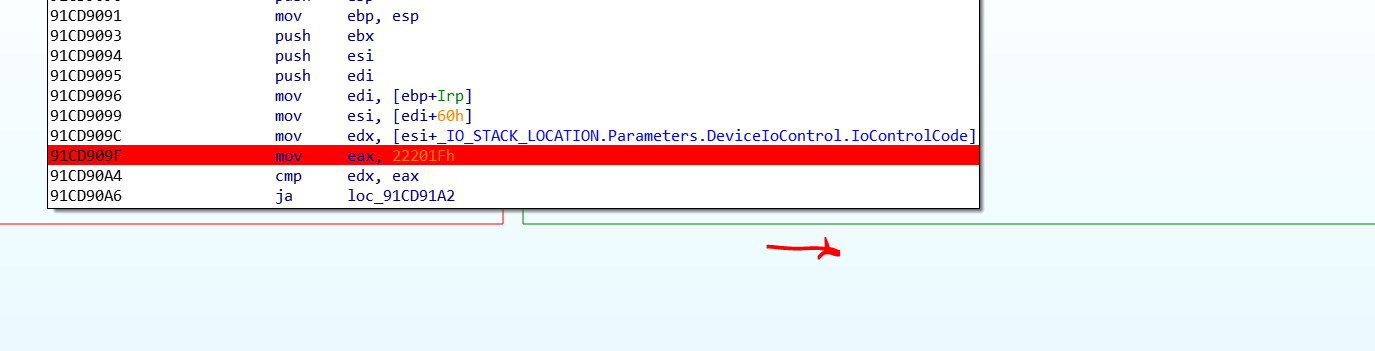 91CD9091 mov ebp, esp
91CD9093 push ebx
91CD9094 push esi
91CD9095 push edi
91CD9096 mov edi, [ebp+Irp]
91CD9099 mov esi, [edi+60h]
91CD909C mov edx, [esi+_IO_STACK_LOCATION.Parameters.DeviceIoControl.IoControlCode]
91CD909F mov eax, 22201Fh
91CD90A4 cmp edx, eax
91CD90A6 ja loc_91CD91A2